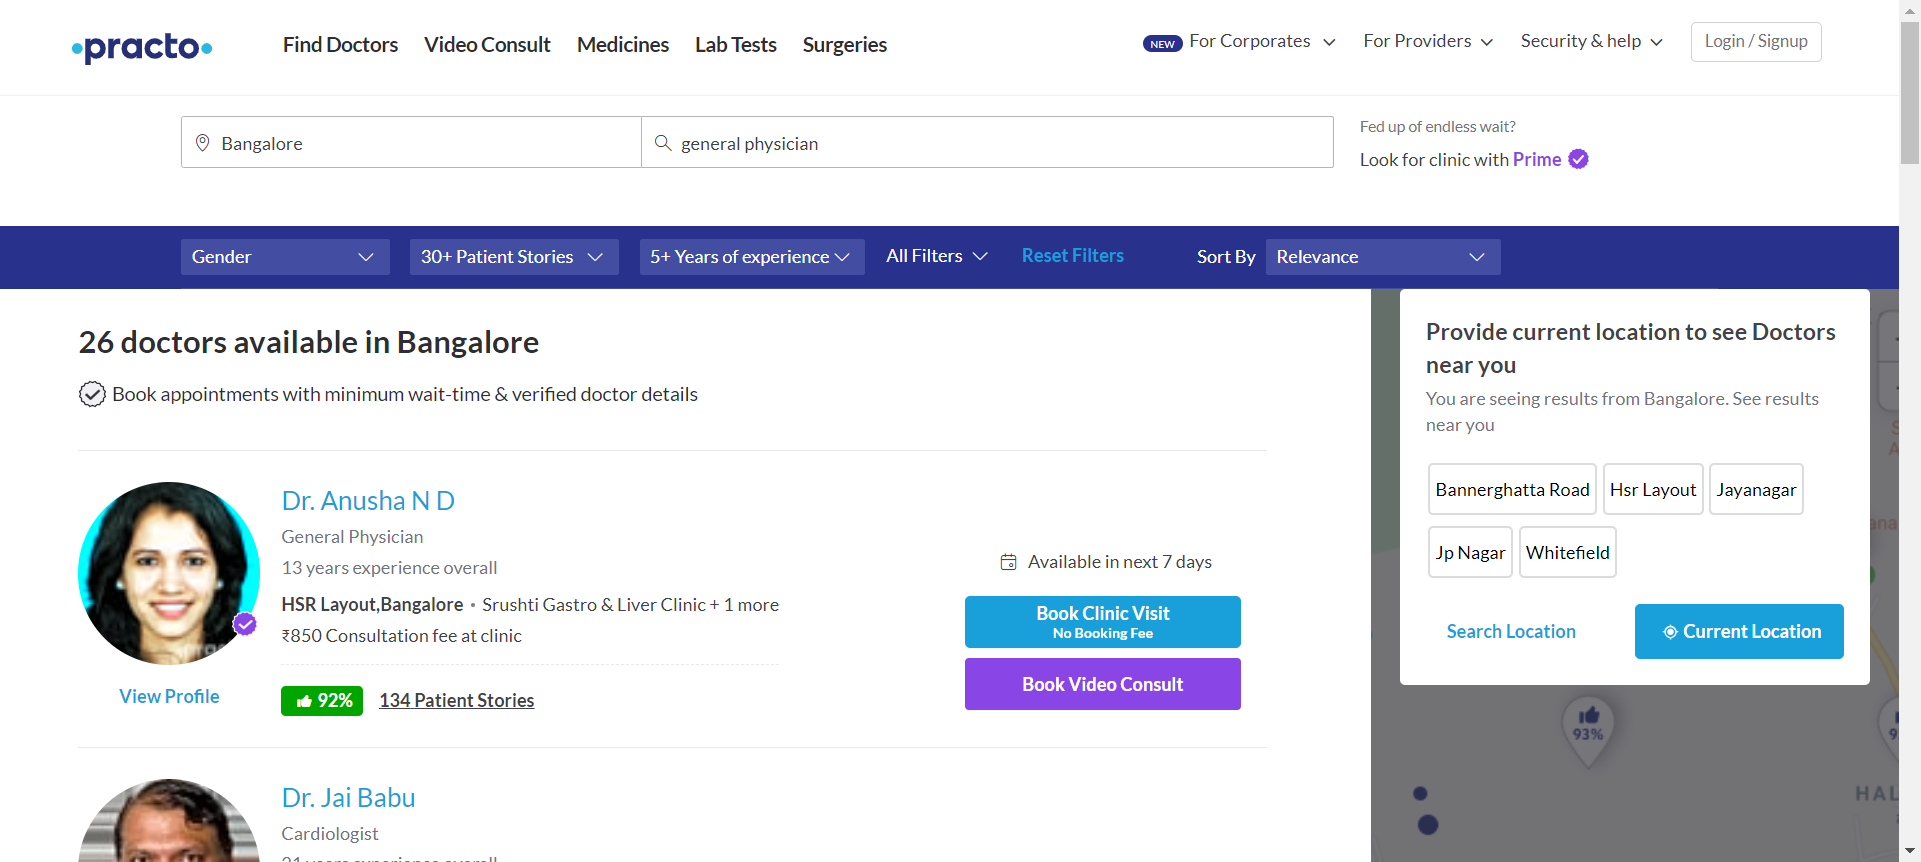 practo
Find Doctors
Video Consult
Medicines
Lab Tests
Surgeries
NEW For Corporates
For Providers
Security & help
Login / Signup
Bangalore
general physician
Fed up of endless wait?
Look for clinic with Prime
Gender
30+ Patient Stories
5+ Years of experience
All Filters
Reset Filters
Sort By
Relevance
26 doctors available in Bangalore
Book appointments with minimum wait-time & verified doctor details
Dr. Anusha N D
General Physician
13 years experience overall
HSR Layout,Bangalore • Srushti Gastro & Liver Clinic + 1 more
₹850 Consultation fee at clinic
View Profile
92%
134 Patient Stories
Available in next 7 days
Book Clinic Visit
No Booking Fee
Book Video Consult
Dr. Jai Babu
Cardiologist
Provide current location to see Doctors
near you
You are seeing results from Bangalore. See results
near you
Bannerghatta Road
Hsr Layout
Jayanagar
Jp Nagar
Whitefield
Search Location
Current Location
93%
HAL